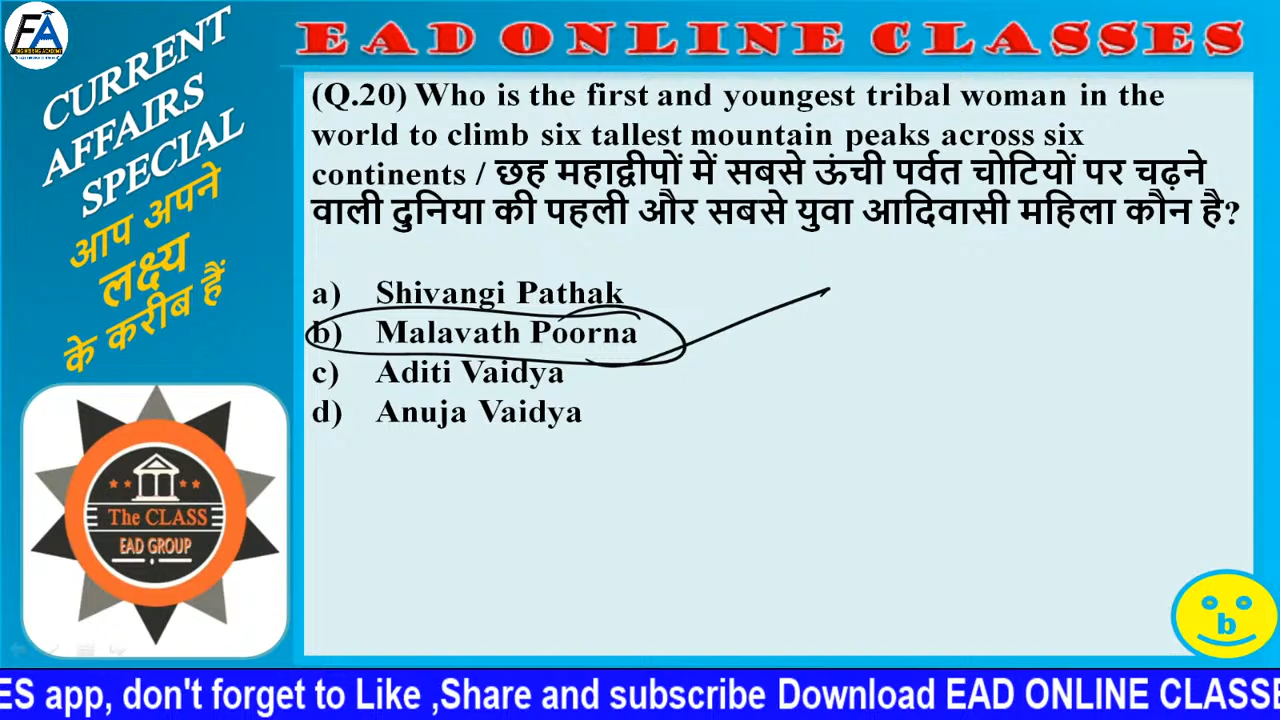 EAD ONLINE CLASSES
CURRENT
AFFAIRS
SPECIAL
आप अपने
लक्ष्य
के करीब हैं
(Q.20) Who is the first and youngest tribal woman in the
world to climb six tallest mountain peaks across six
continents / छह महाद्वीपों में सबसे ऊंची पर्वत चोटियों पर चढ़ने
वाली दुनिया की पहली और सबसे युवा आदिवासी महिला कौन है?
a) Shivangi Pathak
b) Malavath Poorna
c) Aditi Vaidya
d) Anuja Vaidya
The CLASS
EAD GROUP
b
ES app, don't forget to Like ,Share and subscribe Download EAD ONLINE CLASSE